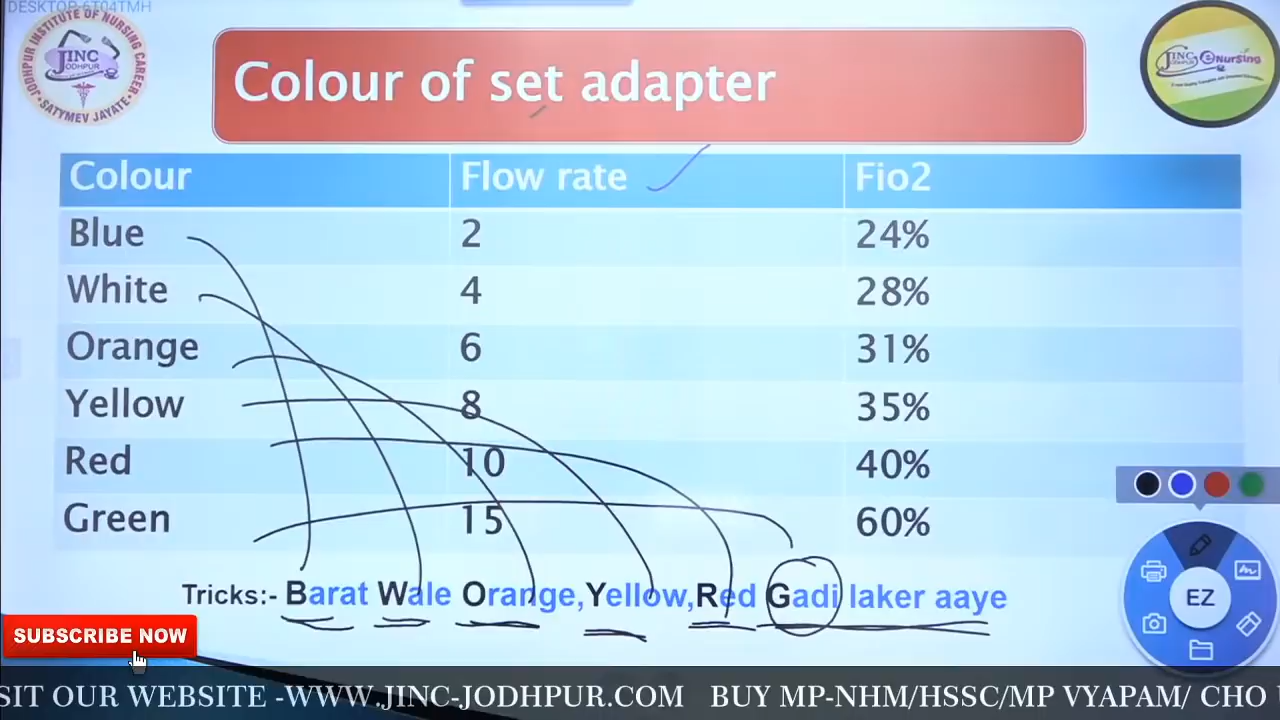 DESKTOP-6T04TMH
JODHPUR INSTITUTE OF NURSING CAREER
JINC
JODHPUR
SATYMEV JAYATE
Colour of set adapter
JINC eNursing
Colour Flow rate Fio2
Blue 2 24%
White 4 28%
Orange 6 31%
Yellow 8 35%
Red 10 40%
Green 15 60%
Tricks:- Barat Wale Orange,Yellow,Red Gadi laker aaye
EZ
SUBSCRIBE NOW
SIT OUR WEBSITE -WWW.JINC-JODHPUR.COM BUY MP-NHM/HSSC/MP VYAPAM/ CHO